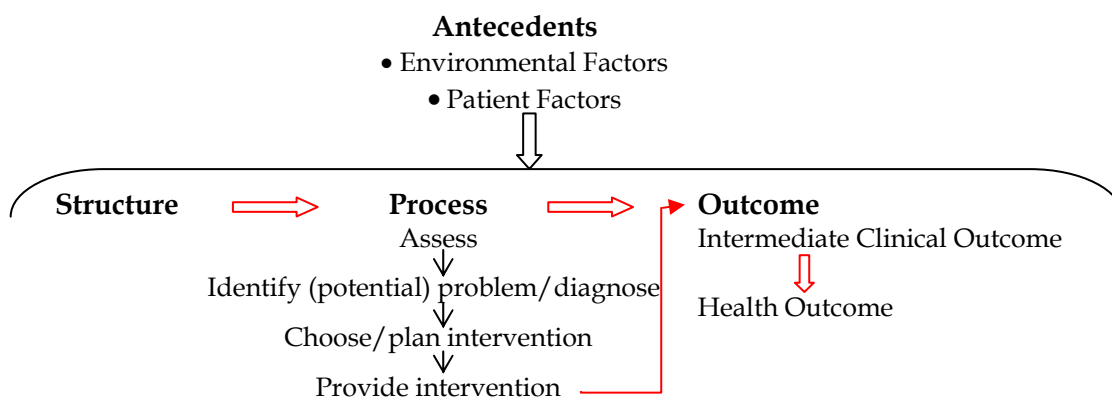 Antecedents
• Environmental Factors
• Patient Factors
Structure
Process
Outcome
Assess
Intermediate Clinical Outcome
Identify (potential) problem/diagnose
Health Outcome
Choose/plan intervention
Provide intervention